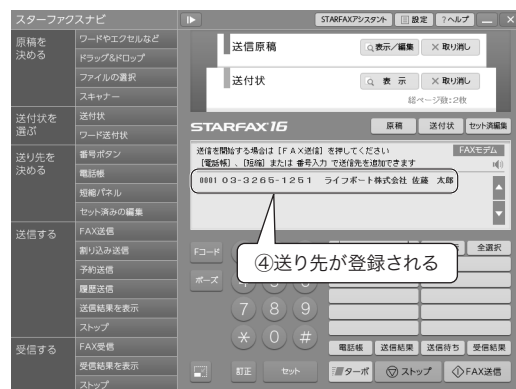 スターファクスナビ
STARFAXアシスタント
設定
?ヘルプ
原稿を決める
ワードやエクセルなど
ドラッグ&ドロップ
ファイルの選択
スキャナー
送付状を選ぶ
送付状
ワード送付状
送り先を決める
番号ボタン
電話帳
短縮パネル
セット済みの編集
送信する
FAX送信
割り込み送信
予約送信
履歴送信
送信結果を表示
ストップ
受信する
FAX受信
受信結果を表示
ストップ
送信原稿
表示/編集
×取り消し
送付状
表 示
×取り消し
総ページ数:2枚
STARFAX16
原稿
送付状
セット済編集
送信を開始する場合は[FAX送信]を押してください
[電話帳]、[短縮]または 番号入力 で送信先を追加できます
FAXモデム
0001 03-3265-1251 ライフボート株式会社 佐藤 太郎
④送り先が登録される
全選択
Fコード
ポーズ
7 8 9
* 0 #
訂正
セット
電話帳
送信結果
送信待ち
受信結果
ターボ
ストップ
FAX送信